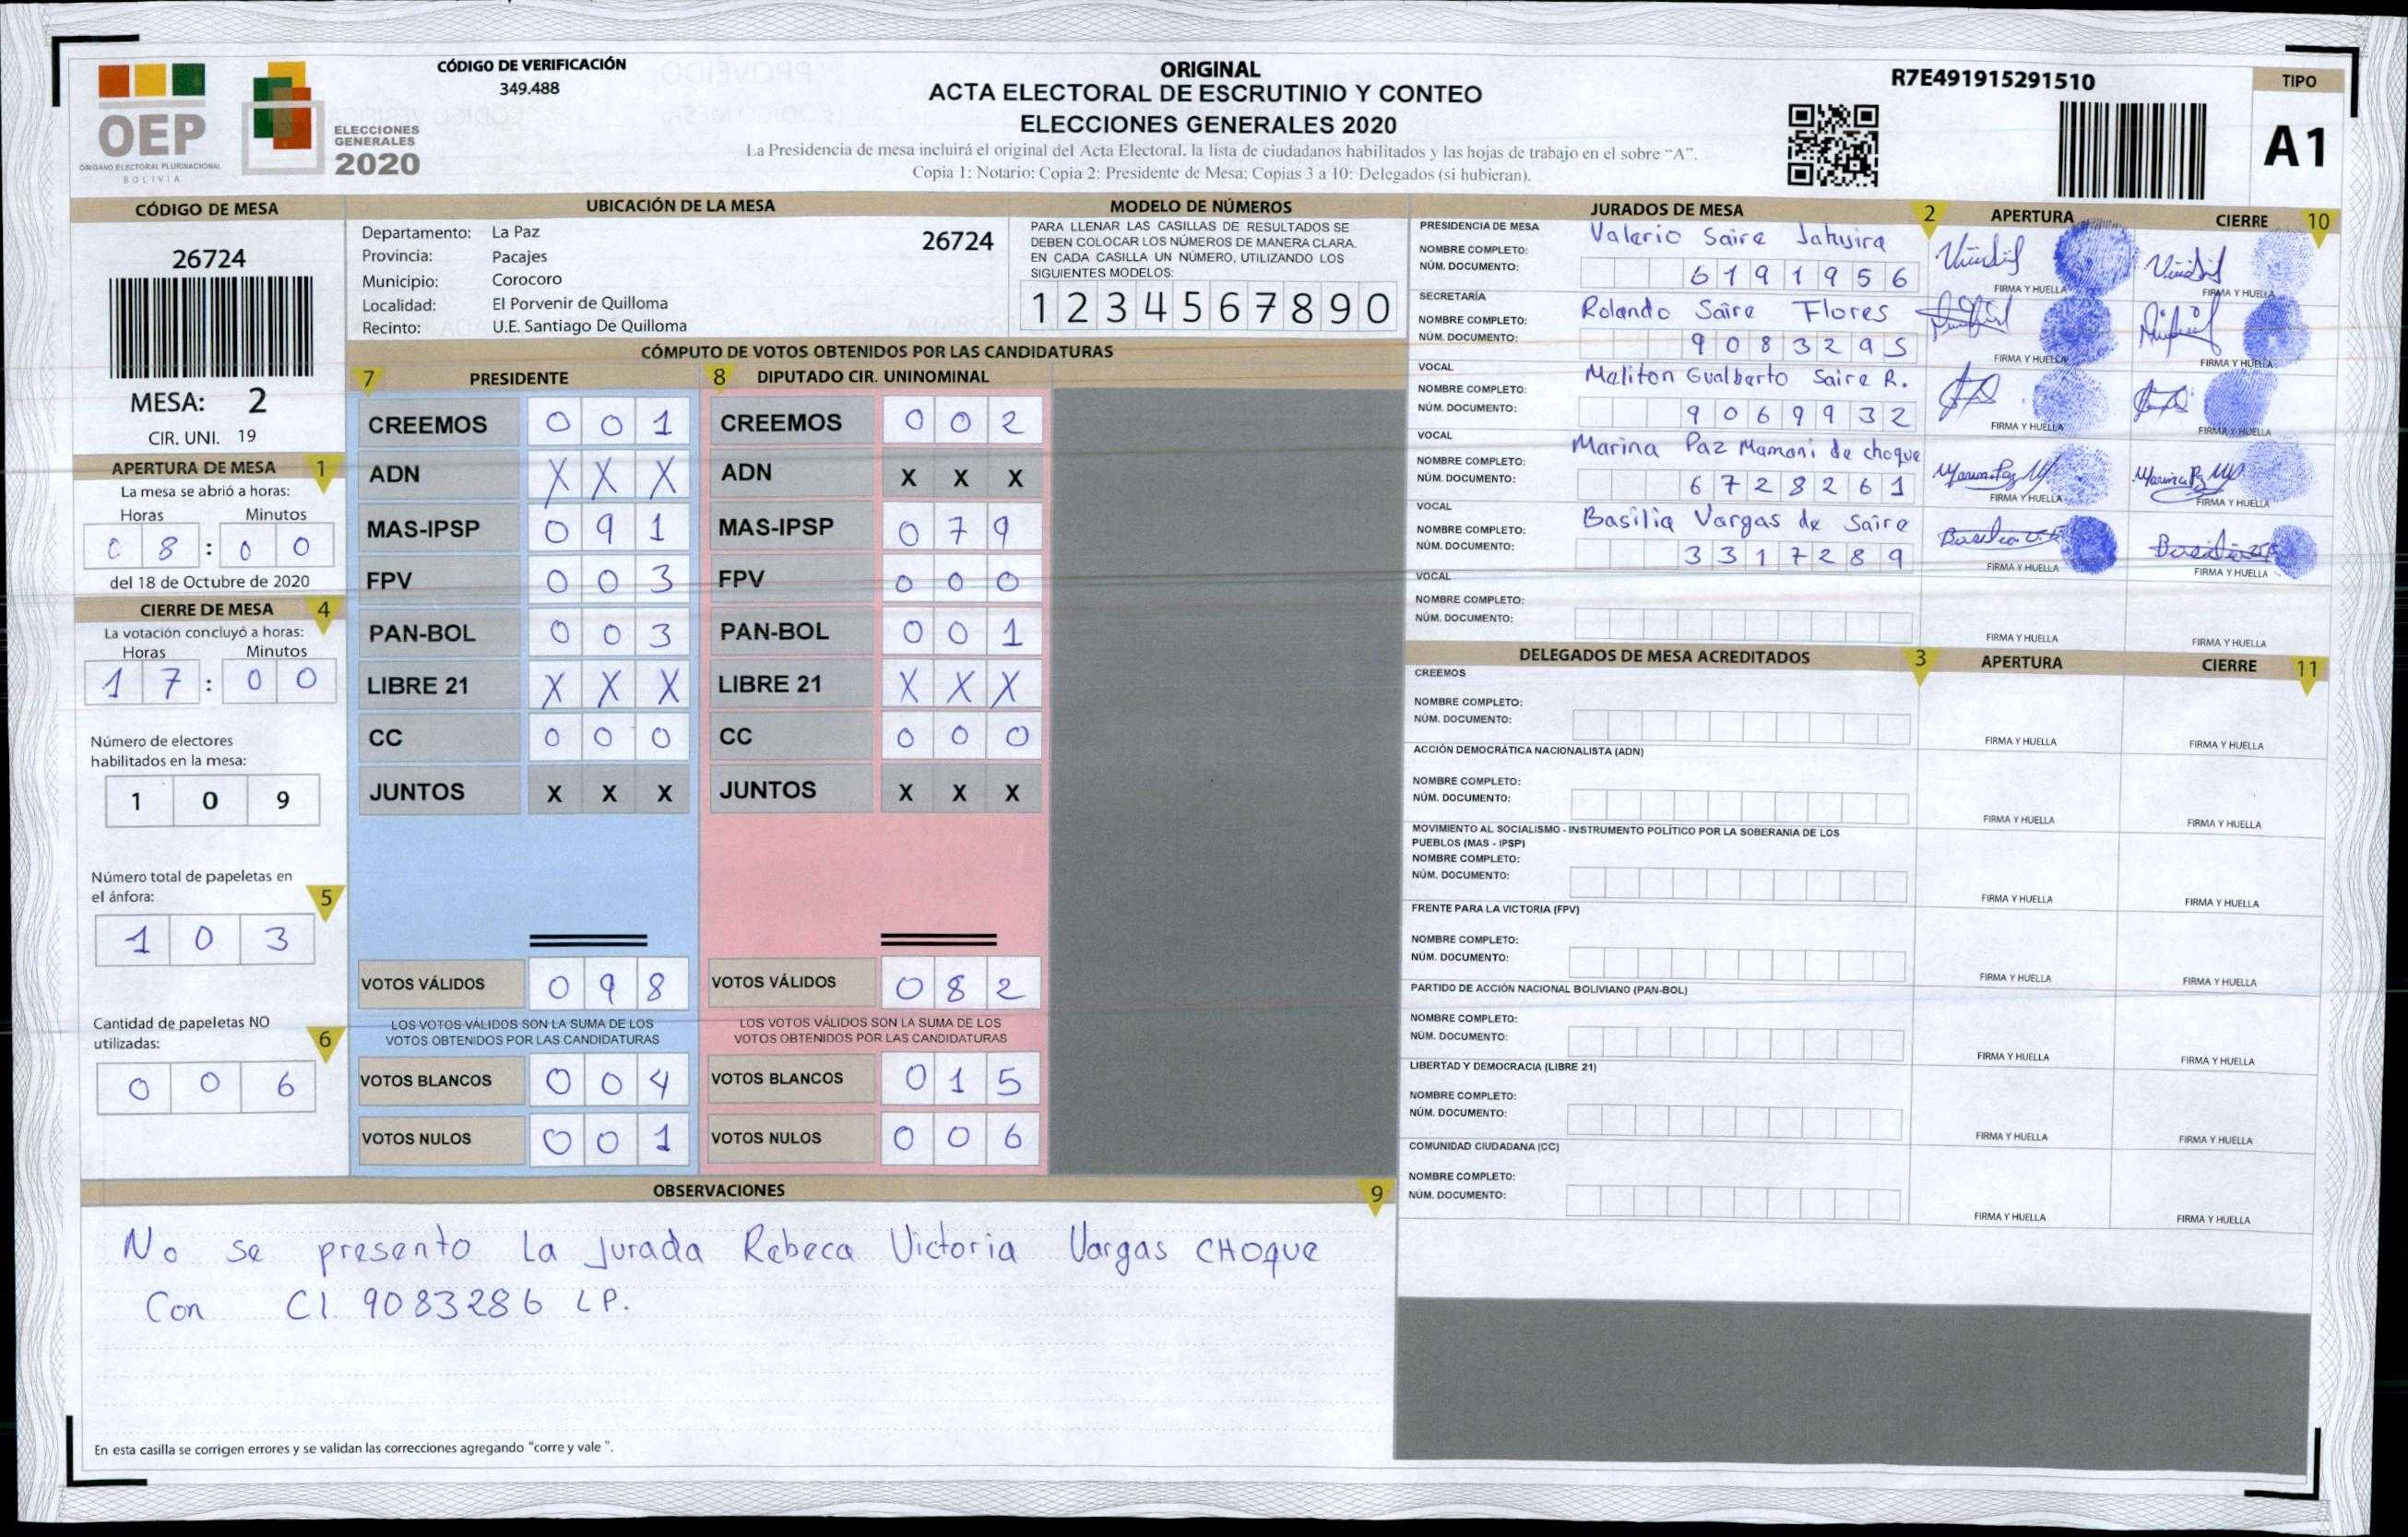 CÓDIGO DE VERIFICACIÓN
349.488
ORIGINAL
ACTA ELECTORAL DE ESCRUTINIO Y CONTEO
ELECCIONES GENERALES 2020
La Presidencia de mesa incluirá el original del Acta Electoral, la lista de ciudadanos habilitados y las hojas de trabajo en el sobre "A".
Copia 1: Notario; Copia 2: Presidente de Mesa; Copias 3 a 10: Delegados (si hubieran).
R7E491915291510
TIPO
A1
OEP
ÓRGANO ELECTORAL PLURINACIONAL
BOLIVIA
ELECCIONES
GENERALES
2020
CÓDIGO DE MESA
26724
MESA: 2
CIR. UNI. 19
APERTURA DE MESA 1
La mesa se abrió a horas:
Horas Minutos
0 8 : 0 0
del 18 de Octubre de 2020
CIERRE DE MESA 4
La votación concluyó a horas:
Horas Minutos
1 7 : 0 0
Número de electores
habilitados en la mesa:
1 0 9
Número total de papeletas en
el ánfora: 5
1 0 3
Cantidad de papeletas NO
utilizadas: 6
0 0 6
UBICACIÓN DE LA MESA
Departamento: La Paz 26724
Provincia: Pacajes
Municipio: Corocoro
Localidad: El Porvenir de Quilloma
Recinto: U.E. Santiago De Quilloma
MODELO DE NÚMEROS
PARA LLENAR LAS CASILLAS DE RESULTADOS SE
DEBEN COLOCAR LOS NÚMEROS DE MANERA CLARA.
EN CADA CASILLA UN NÚMERO, UTILIZANDO LOS
SIGUIENTES MODELOS:
1 2 3 4 5 6 7 8 9 0
CÓMPUTO DE VOTOS OBTENIDOS POR LAS CANDIDATURAS
7 PRESIDENTE 8 DIPUTADO CIR. UNINOMINAL
CREEMOS 0 0 1 CREEMOS 0 0 2
ADN X X X ADN X X X
MAS-IPSP 0 9 1 MAS-IPSP 0 7 9
FPV 0 0 3 FPV 0 0 0
PAN-BOL 0 0 3 PAN-BOL 0 0 1
LIBRE 21 X X X LIBRE 21 X X X
CC 0 0 0 CC 0 0 0
JUNTOS X X X JUNTOS X X X
VOTOS VÁLIDOS 0 9 8 VOTOS VÁLIDOS 0 8 2
LOS VOTOS VÁLIDOS SON LA SUMA DE LOS LOS VOTOS VÁLIDOS SON LA SUMA DE LOS
VOTOS OBTENIDOS POR LAS CANDIDATURAS VOTOS OBTENIDOS POR LAS CANDIDATURAS
VOTOS BLANCOS 0 0 4 VOTOS BLANCOS 0 1 5
VOTOS NULOS 0 0 1 VOTOS NULOS 0 0 6
OBSERVACIONES 9
No se presento La Jurada Rebeca Victoria Vargas CHOque
Con CI. 9083286 LP.
En esta casilla se corrigen errores y se validan las correcciones agregando "corre y vale ".
JURADOS DE MESA 2 APERTURA CIERRE 10
PRESIDENCIA DE MESA
NOMBRE COMPLETO: Valerio Saire Jahuira
NÚM. DOCUMENTO: 6 1 9 1 9 5 6
FIRMA Y HUELLA FIRMA Y HUELLA
SECRETARÍA
NOMBRE COMPLETO: Rolando Saire Flores
NÚM. DOCUMENTO: 9 0 8 3 2 9 5
FIRMA Y HUELLA FIRMA Y HUELLA
VOCAL
NOMBRE COMPLETO: Meliton Gualberto Saire R.
NÚM. DOCUMENTO: 9 0 6 9 9 3 2
FIRMA Y HUELLA FIRMA Y HUELLA
VOCAL
NOMBRE COMPLETO: Marina Paz Mamani de choque
NÚM. DOCUMENTO: 6 7 2 8 2 6 1
FIRMA Y HUELLA FIRMA Y HUELLA
VOCAL
NOMBRE COMPLETO: Basilia Vargas de Saire
NÚM. DOCUMENTO: 3 3 1 7 2 8 9
FIRMA Y HUELLA FIRMA Y HUELLA
VOCAL
NOMBRE COMPLETO:
NÚM. DOCUMENTO:
FIRMA Y HUELLA FIRMA Y HUELLA
DELEGADOS DE MESA ACREDITADOS 3 APERTURA CIERRE 11
CREEMOS
NOMBRE COMPLETO:
NÚM. DOCUMENTO:
FIRMA Y HUELLA FIRMA Y HUELLA
ACCIÓN DEMOCRÁTICA NACIONALISTA (ADN)
NOMBRE COMPLETO:
NÚM. DOCUMENTO:
FIRMA Y HUELLA FIRMA Y HUELLA
MOVIMIENTO AL SOCIALISMO - INSTRUMENTO POLÍTICO POR LA SOBERANIA DE LOS
PUEBLOS (MAS - IPSP)
NOMBRE COMPLETO:
NÚM. DOCUMENTO:
FIRMA Y HUELLA FIRMA Y HUELLA
FRENTE PARA LA VICTORIA (FPV)
NOMBRE COMPLETO:
NÚM. DOCUMENTO:
FIRMA Y HUELLA FIRMA Y HUELLA
PARTIDO DE ACCIÓN NACIONAL BOLIVIANO (PAN-BOL)
NOMBRE COMPLETO:
NÚM. DOCUMENTO:
FIRMA Y HUELLA FIRMA Y HUELLA
LIBERTAD Y DEMOCRACIA (LIBRE 21)
NOMBRE COMPLETO:
NÚM. DOCUMENTO:
FIRMA Y HUELLA FIRMA Y HUELLA
COMUNIDAD CIUDADANA (CC)
NOMBRE COMPLETO:
NÚM. DOCUMENTO:
FIRMA Y HUELLA FIRMA Y HUELLA